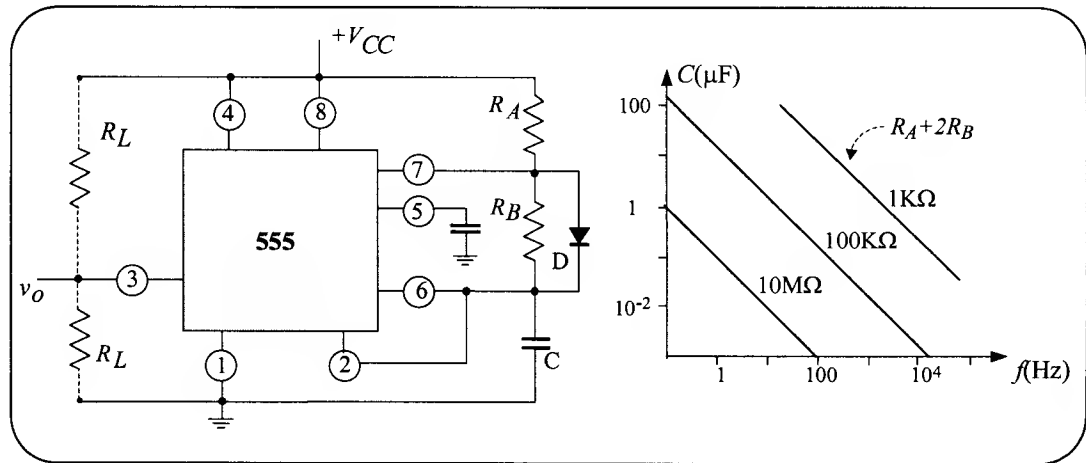 +VCC
RL
4
8
RA
7
5
RB
555
D
3
vO
6
RL
1
2
C
C(μF)
100
RA+2RB
1KΩ
1
100KΩ
10MΩ
10-2
1
100
104
f(Hz)